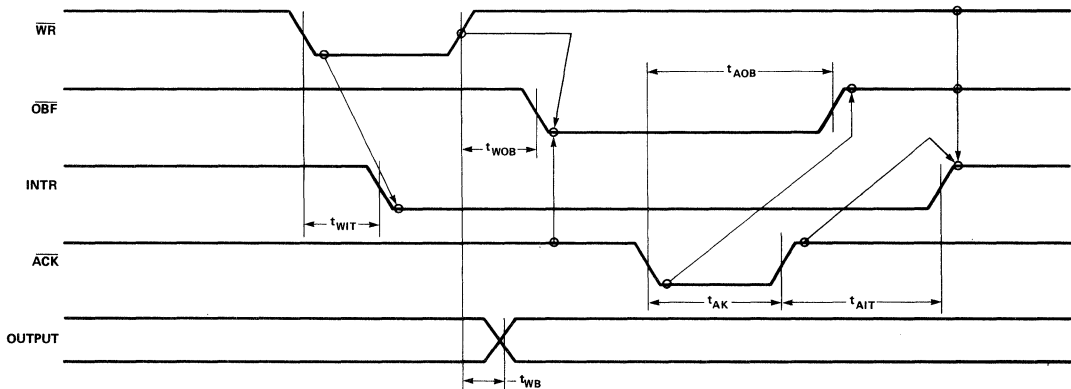 WR
OBF
INTR
ACK
OUTPUT
tAOB
tWOB
tWIT
tAK
tAIT
tWB